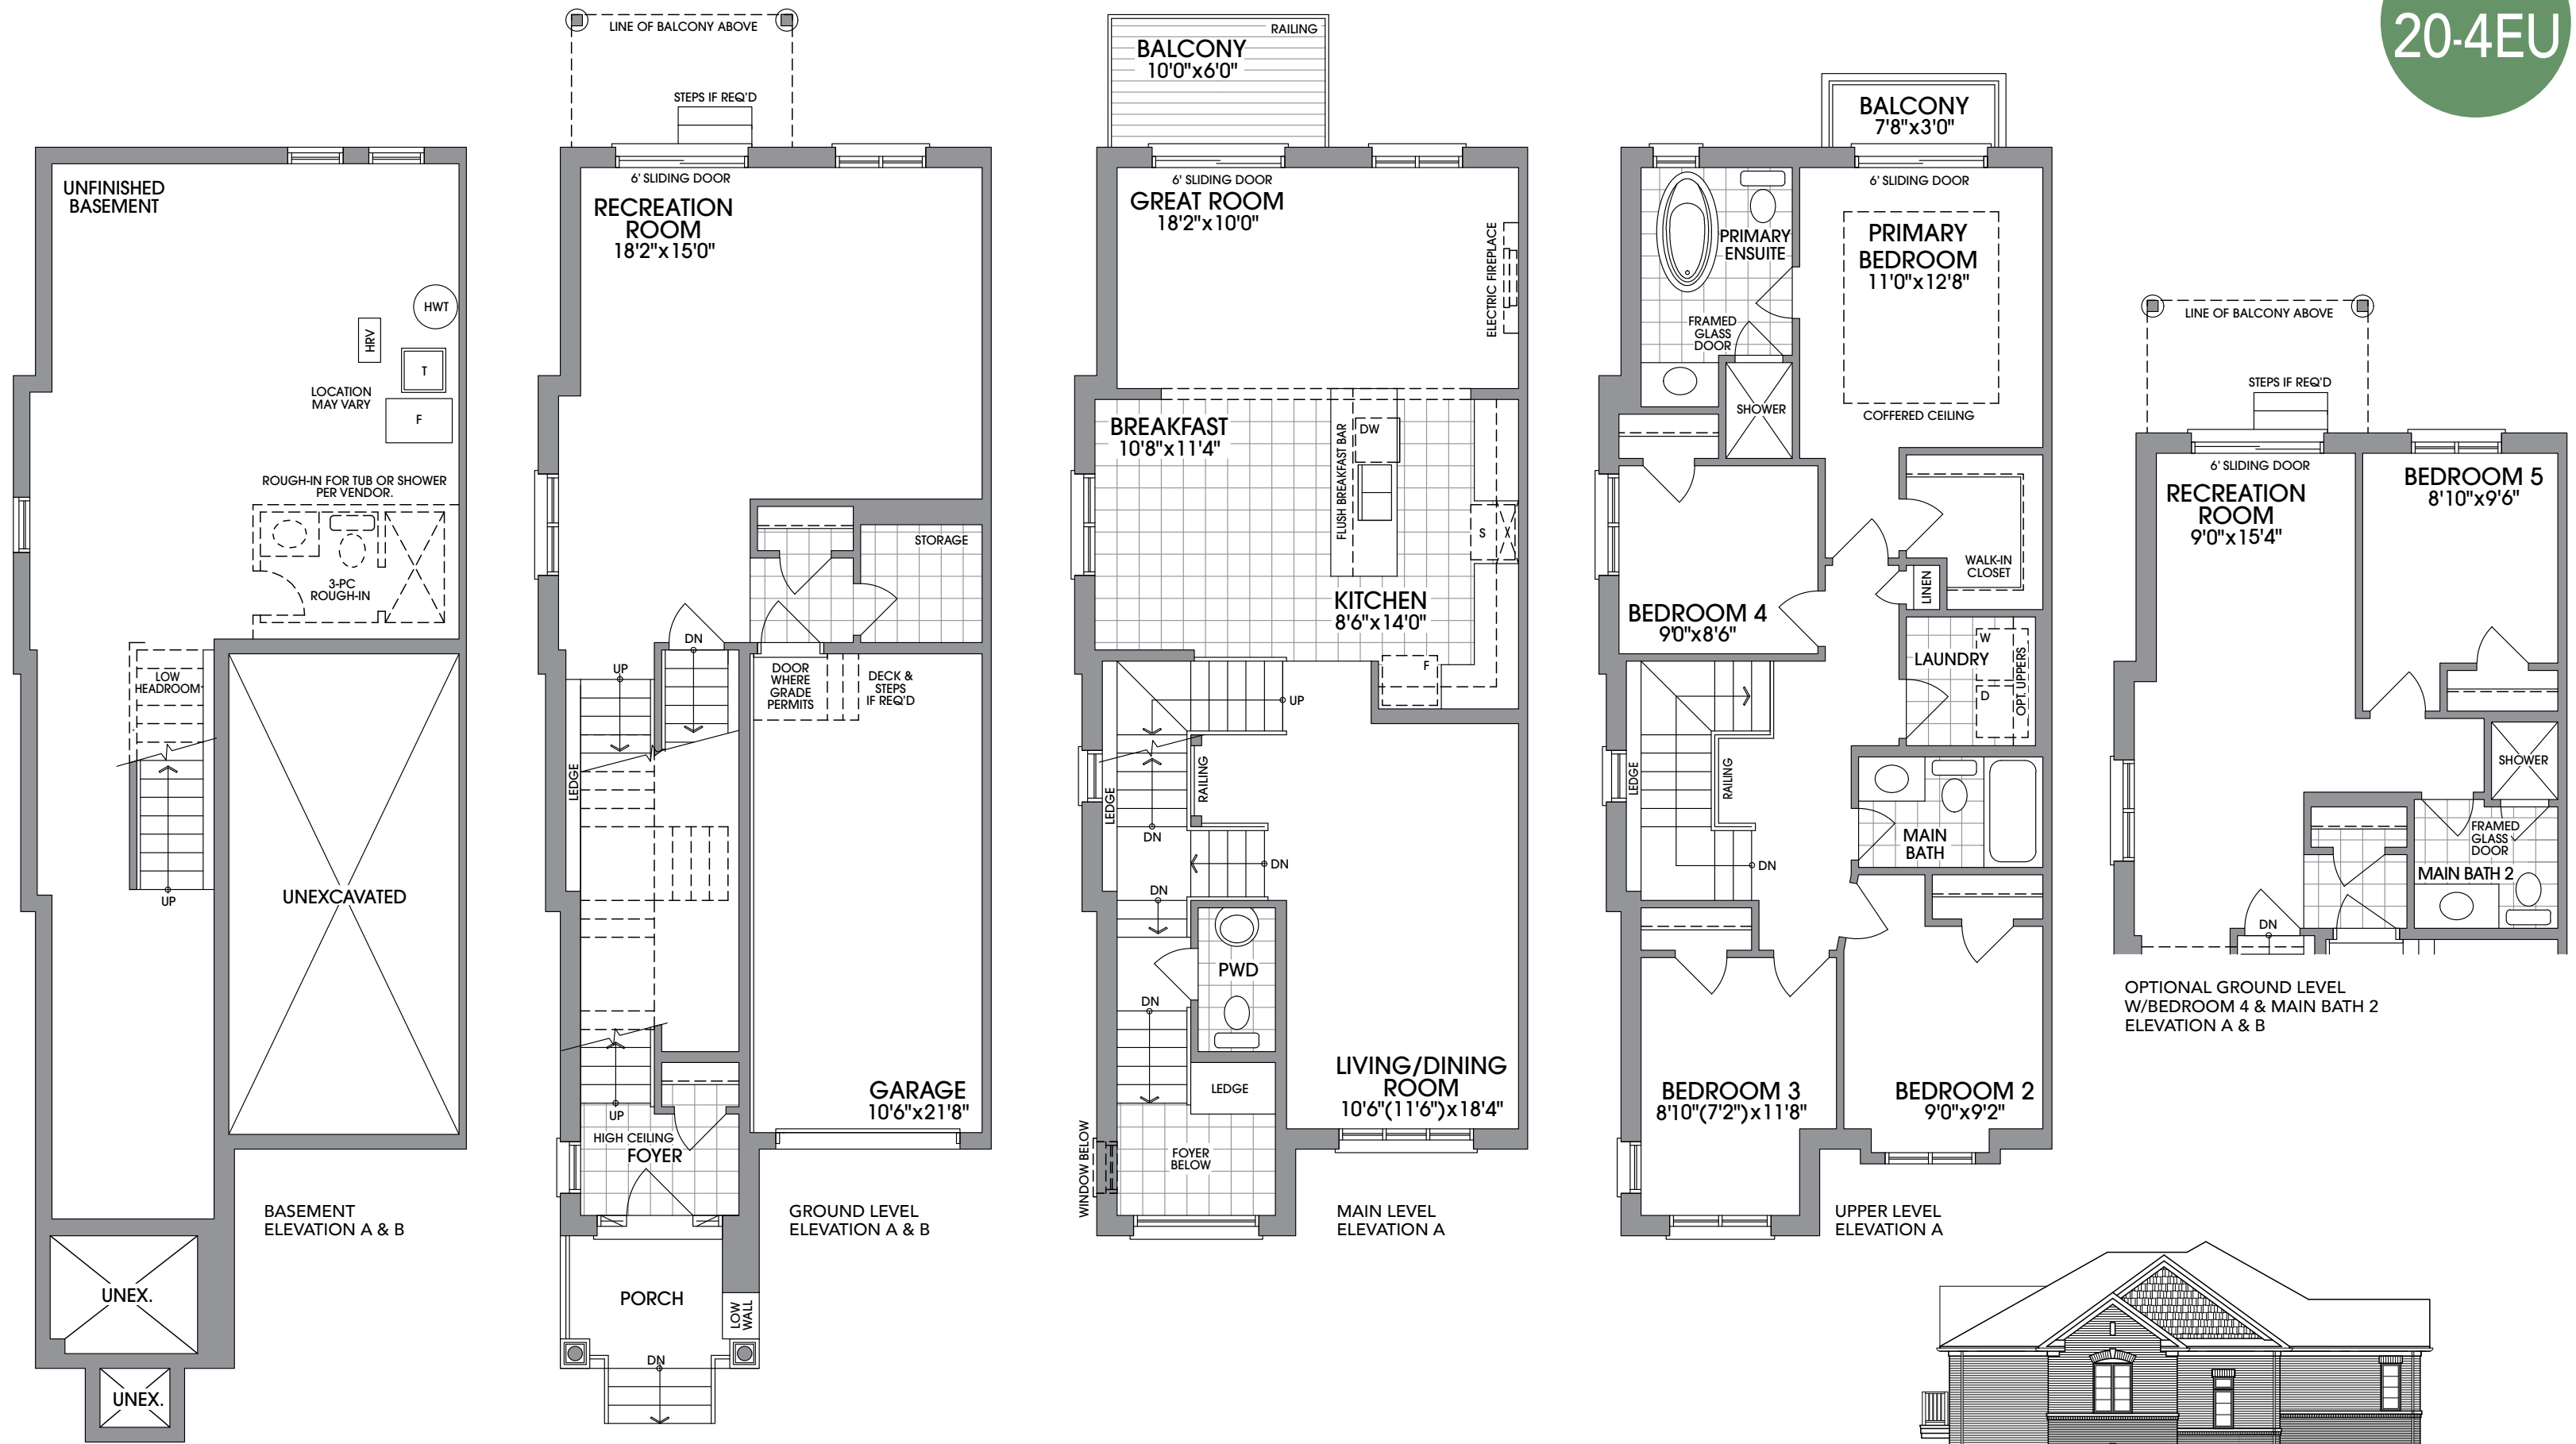 20-4EU
UNFINISHED
BASEMENT
HWT
HRV
T
LOCATION
MAY VARY
F
ROUGH-IN FOR TUB OR SHOWER
PER VENDOR.
3-PC
ROUGH-IN
LOW
HEADROOM
UP
UNEXCAVATED
BASEMENT
ELEVATION A & B
UNEX.
UNEX.
LINE OF BALCONY ABOVE
STEPS IF REQ'D
6' SLIDING DOOR
RECREATION
ROOM
18'2"x15'0"
STORAGE
DN
UP
DOOR
WHERE
GRADE
PERMITS
DECK &
STEPS
IF REQ'D
LEDGE
GARAGE
10'6"x21'8"
UP
HIGH CEILING
FOYER
GROUND LEVEL
ELEVATION A & B
PORCH
LOW
WALL
DN
RAILING
BALCONY
10'0"x6'0"
6' SLIDING DOOR
GREAT ROOM
18'2"x10'0"
ELECTRIC FIREPLACE
BREAKFAST
10'8"x11'4"
FLUSH BREAKFAST BAR
DW
S
KITCHEN
8'6"x14'0"
F
UP
RAILING
LEDGE
DN
DN
DN
PWD
DN
LEDGE
LIVING/DINING
ROOM
10'6"(11'6")x18'4"
WINDOW BELOW
FOYER
BELOW
MAIN LEVEL
ELEVATION A
BALCONY
7'8"x3'0"
6' SLIDING DOOR
PRIMARY
ENSUITE
PRIMARY
BEDROOM
11'0"x12'8"
FRAMED
GLASS
DOOR
SHOWER
COFFERED CEILING
WALK-IN
CLOSET
LINEN
BEDROOM 4
9'0"x8'6"
W
LAUNDRY
D
OPT. UPPERS
LEDGE
RAILING
MAIN
BATH
DN
BEDROOM 3
8'10"(7'2")x11'8"
BEDROOM 2
9'0"x9'2"
UPPER LEVEL
ELEVATION A
LINE OF BALCONY ABOVE
STEPS IF REQ'D
6' SLIDING DOOR
RECREATION
ROOM
9'0"x15'4"
BEDROOM 5
8'10"x9'6"
SHOWER
FRAMED
GLASS
DOOR
MAIN BATH 2
DN
OPTIONAL GROUND LEVEL
W/BEDROOM 4 & MAIN BATH 2
ELEVATION A & B